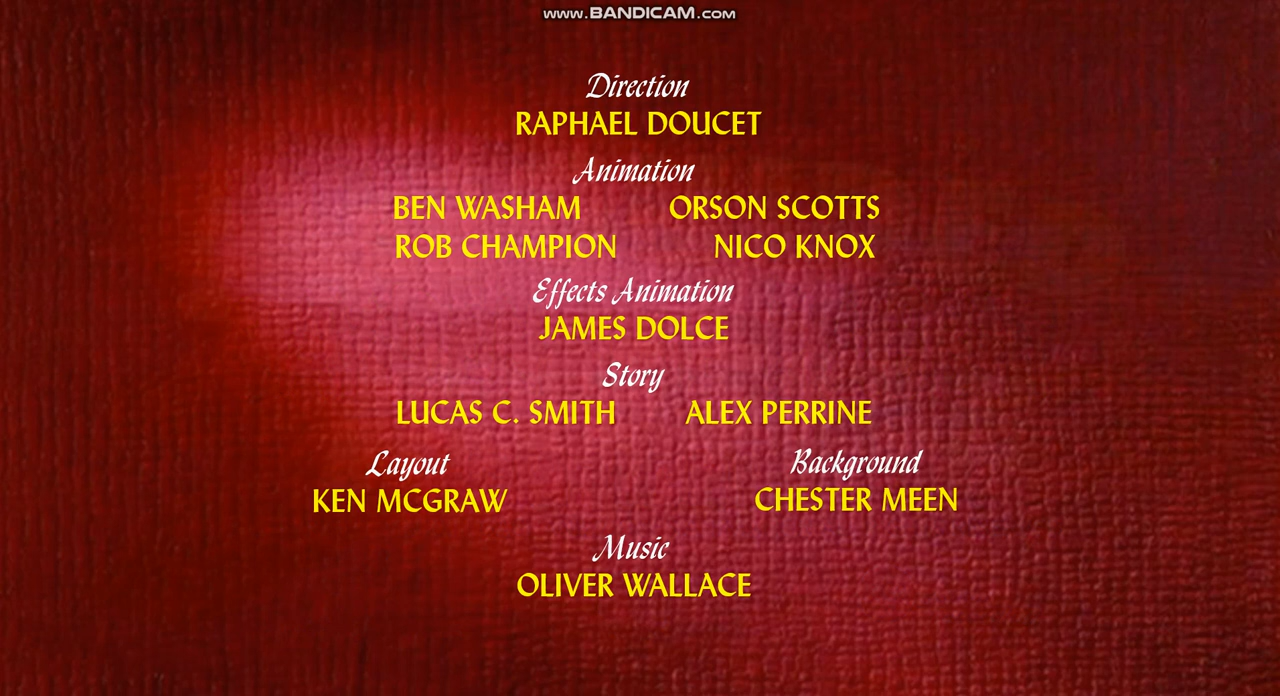 www.BANDICAM.com
Direction
RAPHAEL DOUCET
Animation
BEN WASHAM ORSON SCOTTS
ROB CHAMPION NICO KNOX
Effects Animation
JAMES DOLCE
Story
LUCAS C. SMITH ALEX PERRINE
Layout Background
KEN MCGRAW CHESTER MEEN
Music
OLIVER WALLACE